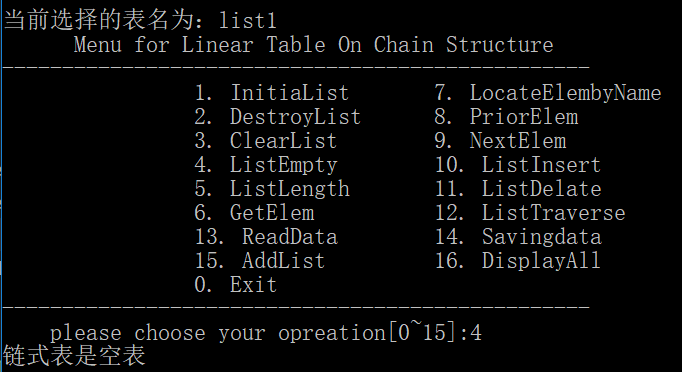 当前选择的表名为：list1
Menu for Linear Table On Chain Structure
-------------------------------------------------
1. InitiaList 7. LocateElembyName
2. DestroyList 8. PriorElem
3. ClearList 9. NextElem
4. ListEmpty 10. ListInsert
5. ListLength 11. ListDelate
6. GetElem 12. ListTraverse
13. ReadData 14. Savingdata
15. AddList 16. DisplayAll
0. Exit
-------------------------------------------------
please choose your opreation[0~15]:4
链式表是空表